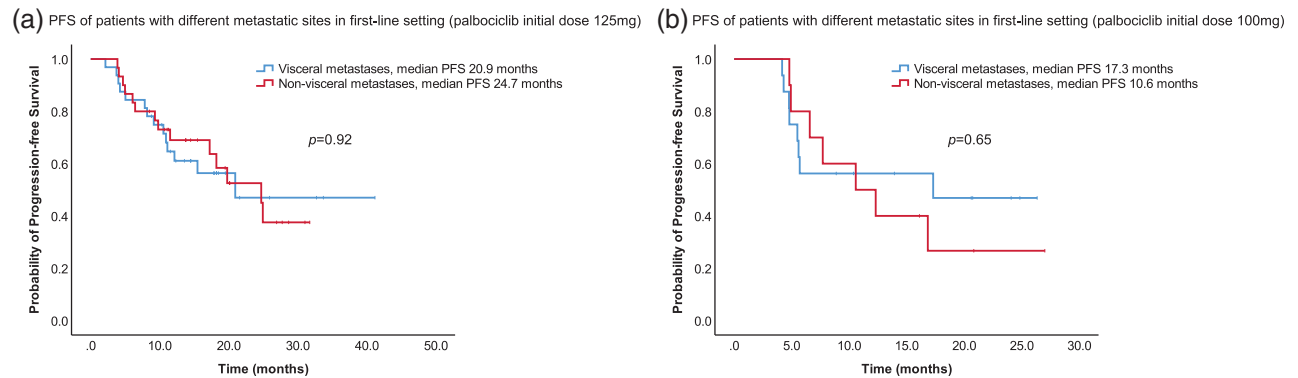 (a) PFS of patients with different metastatic sites in first-line setting (palbociclib initial dose 125mg)
Visceral metastases, median PFS 20.9 months
Non-visceral metastases, median PFS 24.7 months
p=0.92
Probability of Progression-free Survival
1.0
0.8
0.6
0.4
0.2
0.0
.0 10.0 20.0 30.0 40.0 50.0
Time (months)
(b) PFS of patients with different metastatic sites in first-line setting (palbociclib initial dose 100mg)
Visceral metastases, median PFS 17.3 months
Non-visceral metastases, median PFS 10.6 months
p=0.65
Probability of Progression-free Survival
1.0
0.8
0.6
0.4
0.2
0.0
.0 5.0 10.0 15.0 20.0 25.0 30.0
Time (months)